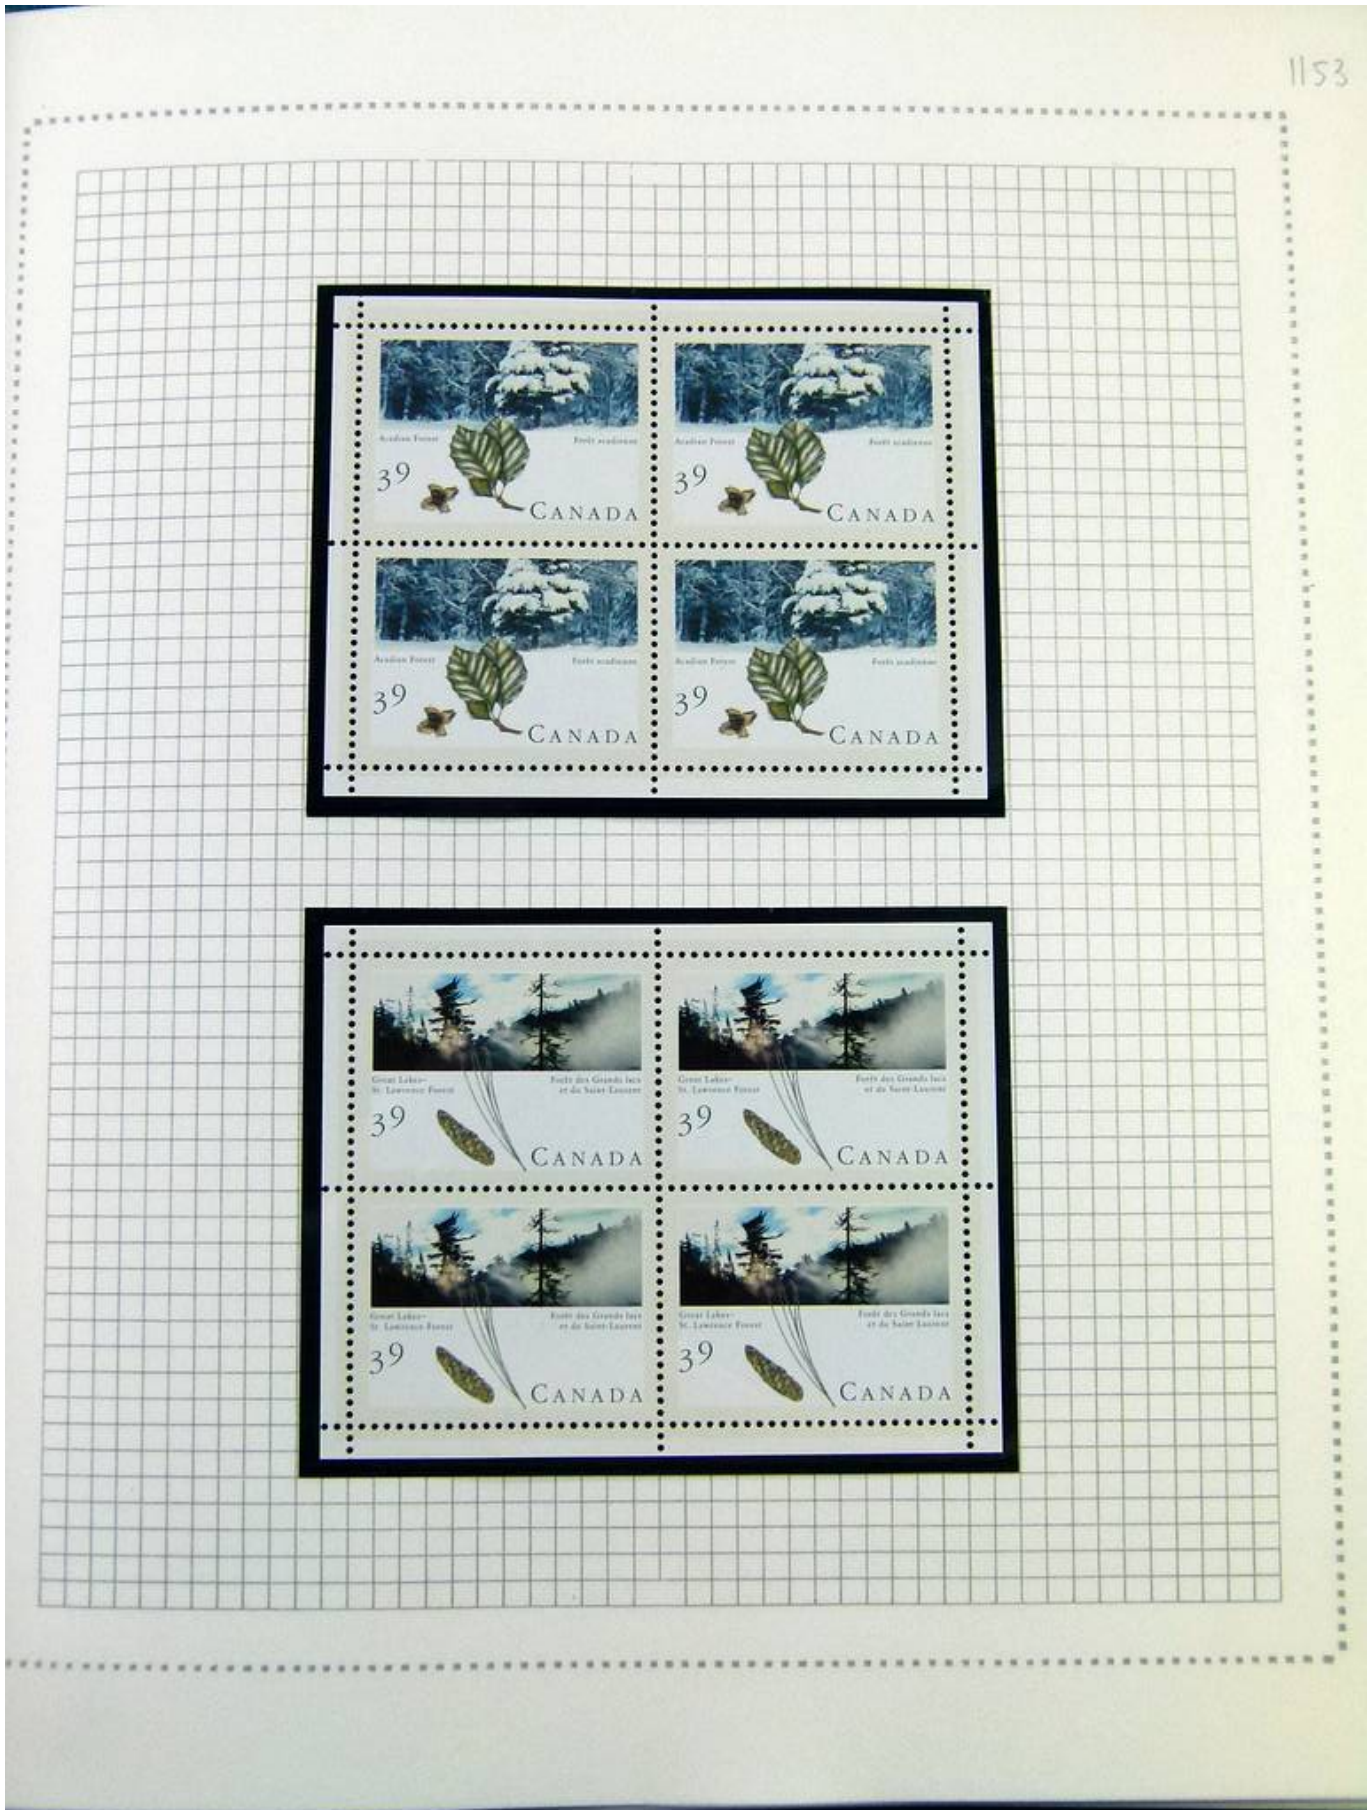 1153
Acadian Forest Forêt acadienne
39
CANADA
Acadian Forest Forêt acadienne
39
CANADA
Acadian Forest Forêt acadienne
39
CANADA
Acadian Forest Forêt acadienne
39
CANADA
Great Lakes– Forêt des Grands lacs
St. Lawrence Forest et du Saint-Laurent
39
CANADA
Great Lakes– Forêt des Grands lacs
St. Lawrence Forest et du Saint-Laurent
39
CANADA
Great Lakes– Forêt des Grands lacs
St. Lawrence Forest et du Saint-Laurent
39
CANADA
Great Lakes– Forêt des Grands lacs
St. Lawrence Forest et du Saint-Laurent
39
CANADA